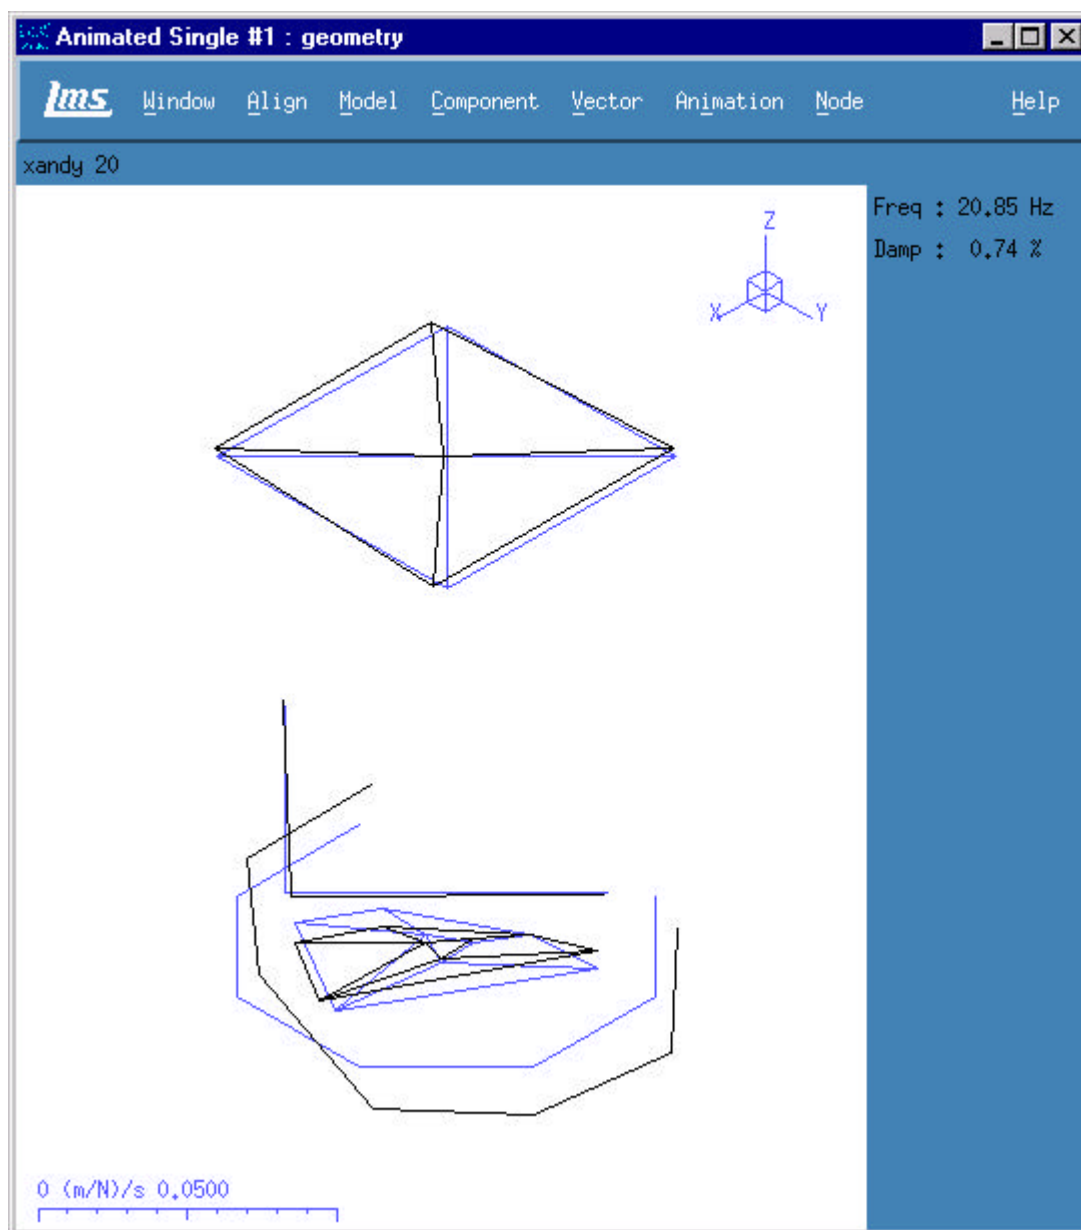 Animated Single #1 : geometry
lms Window Align Model Component Vector Animation Node Help
xandy 20
Freq : 20.85 Hz
Damp : 0.74 %
Z
X Y
0 (m/N)/s 0.0500